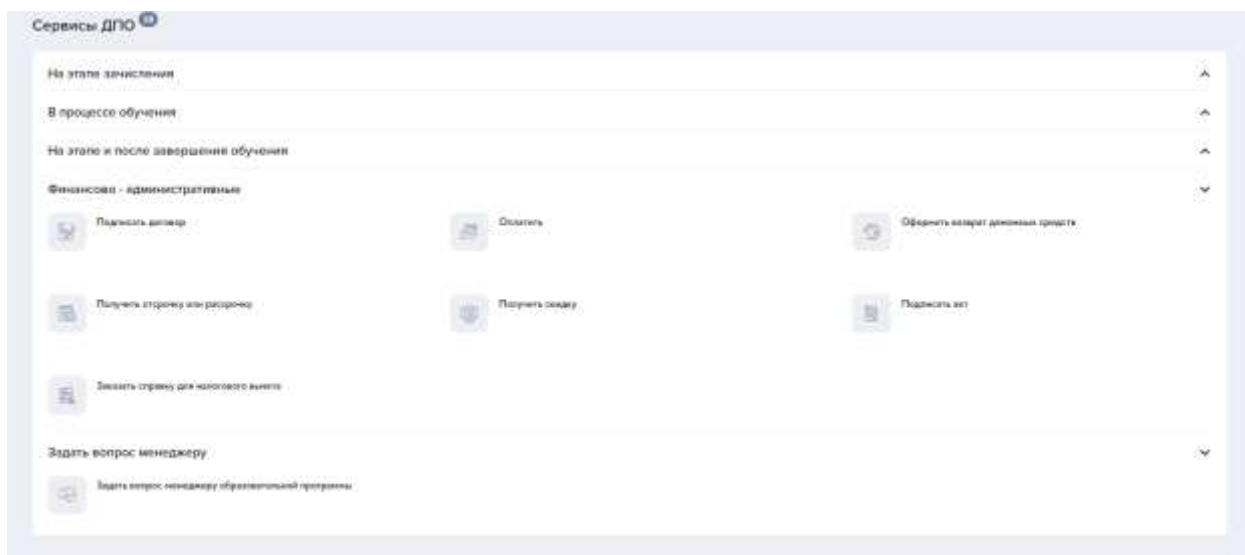 Сервисы ДПО
На этапе зачисления
В процессе обучения
На этапе и после завершения обучения
Финансово - административные
Подписать договор
Оплатить
Оформить возврат денежных средств
Получить отсрочку или рассрочку
Получить скидку
Подписать акт
Заказать справку для налогового вычета
Задать вопрос менеджеру
Задать вопрос менеджеру образовательной программы